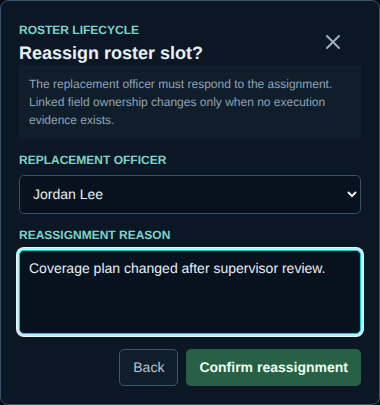 ROSTER LIFECYCLE
Reassign roster slot?
The replacement officer must respond to the assignment.
Linked field ownership changes only when no execution
evidence exists.
REPLACEMENT OFFICER
Jordan Lee
REASSIGNMENT REASON
Coverage plan changed after supervisor review.
Back
Confirm reassignment